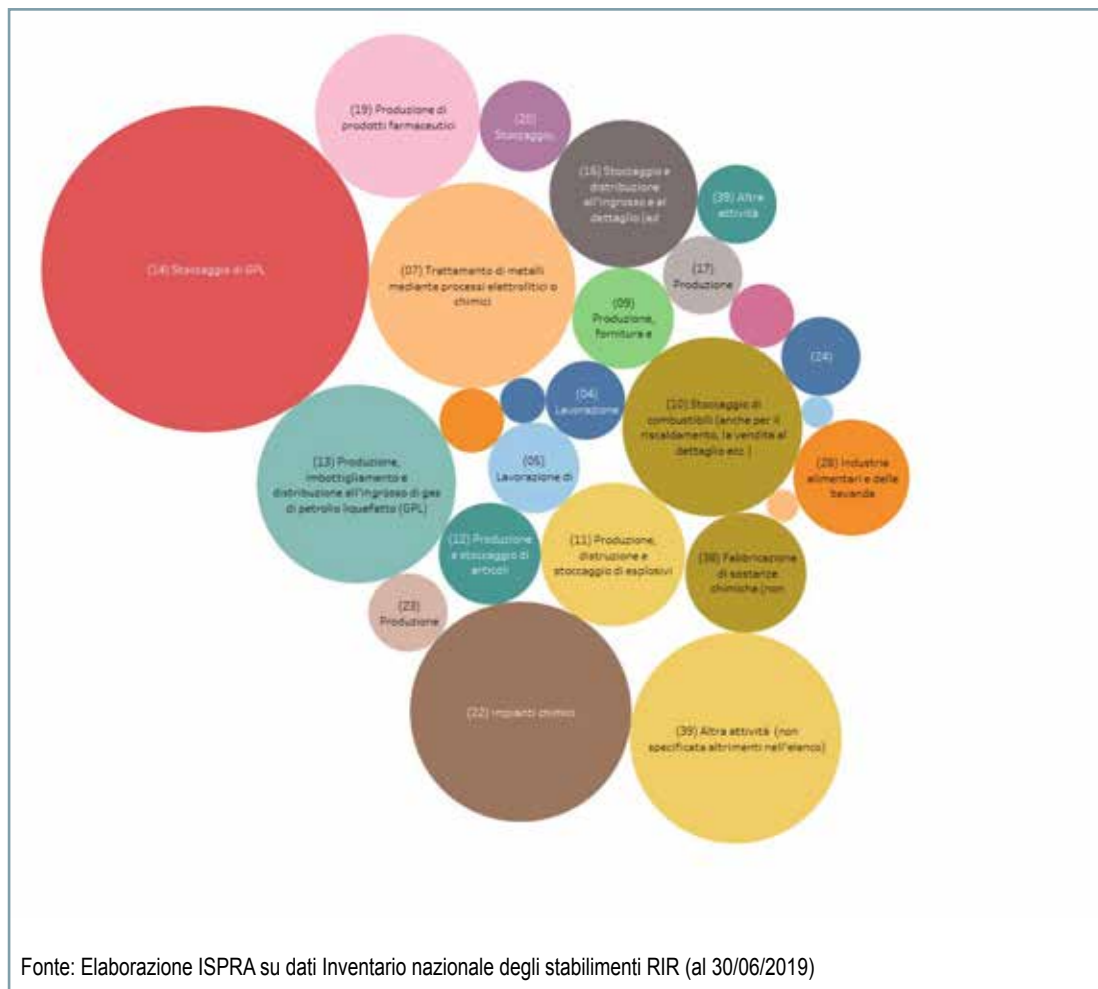 (19) Produzione di
prodotti farmaceutici
(20)
Stoccaggio,
(16) Stoccaggio e
distribuzione
all'ingrosso e al
dettaglio (ad
(39) Altre
attività
(14) Stoccaggio di GPL
(07) Trattamento di metalli
mediante processi elettrolitici o
chimici
(17)
Produzione
(09)
Produzione,
fornitura e
(24)
(04)
Lavorazione
(10) Stoccaggio di
combustibili (anche per il
riscaldamento, la vendita al
dettaglio ecc.)
(13) Produzione,
imbottigliamento e
distribuzione all'ingrosso di gas
di petrolio liquefatto (GPL)
(05)
Lavorazione di
(28) Industrie
alimentari e delle
bevande
(12) Produzione
e stoccaggio di
articoli
(11) Produzione,
distruzione e
stoccaggio di esplosivi
(38) Fabbricazione
di sostanze
chimiche (non
(23)
Produzione
(22) Impianti chimici
(39) Altra attività (non
specificata altrimenti nell'elenco)
Fonte: Elaborazione ISPRA su dati Inventario nazionale degli stabilimenti RIR (al 30/06/2019)